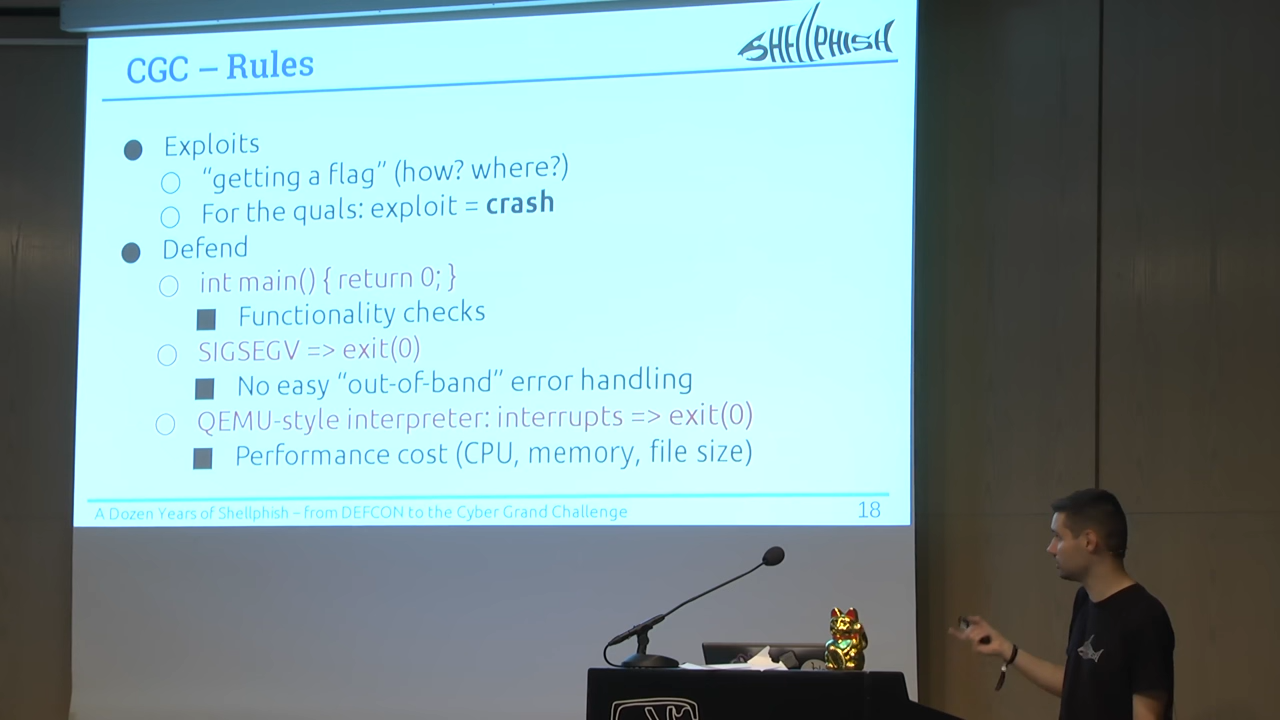 CGC – Rules
SHELLPHISH
Exploits
“getting a flag” (how? where?)
For the quals: exploit = crash
Defend
int main() { return 0; }
Functionality checks
SIGSEGV => exit(0)
No easy “out-of-band” error handling
QEMU-style interpreter: interrupts => exit(0)
Performance cost (CPU, memory, file size)
A Dozen Years of Shellphish – from DEFCON to the Cyber Grand Challenge
18